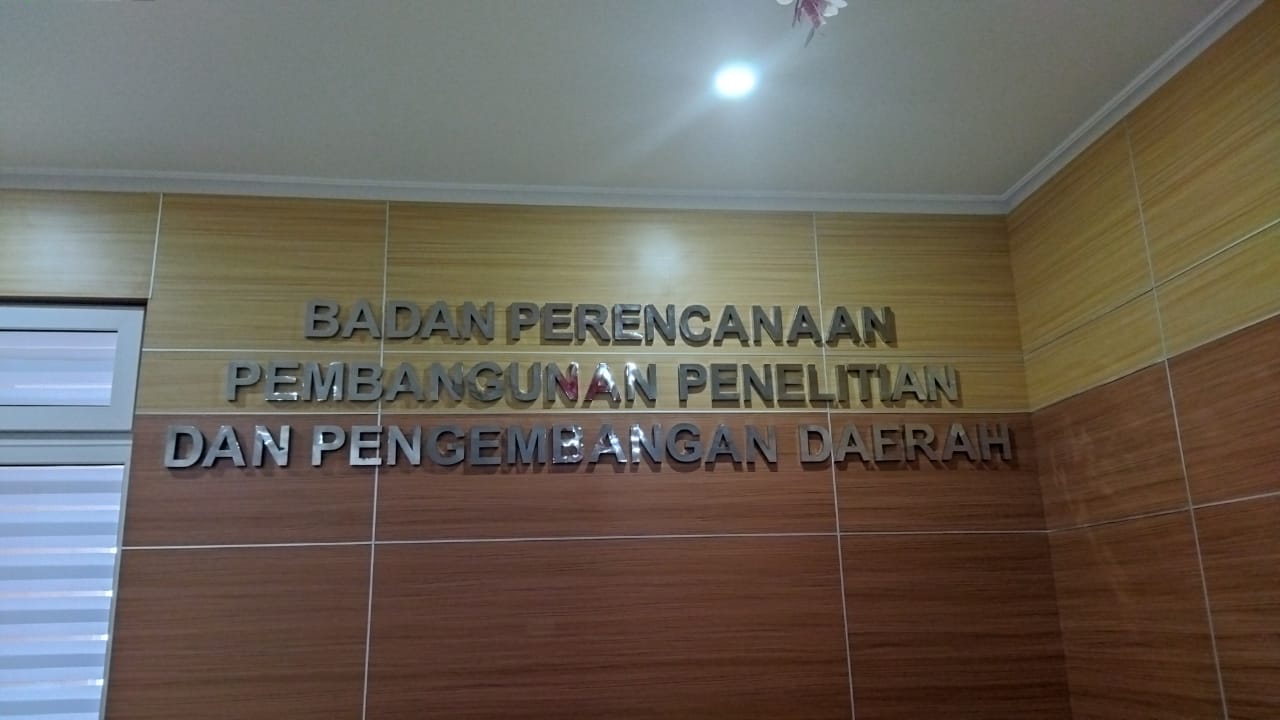 BADAN PERENCANAAN
PEMBANGUNAN PENELITIAN
DAN PENGEMBANGAN DAERAH